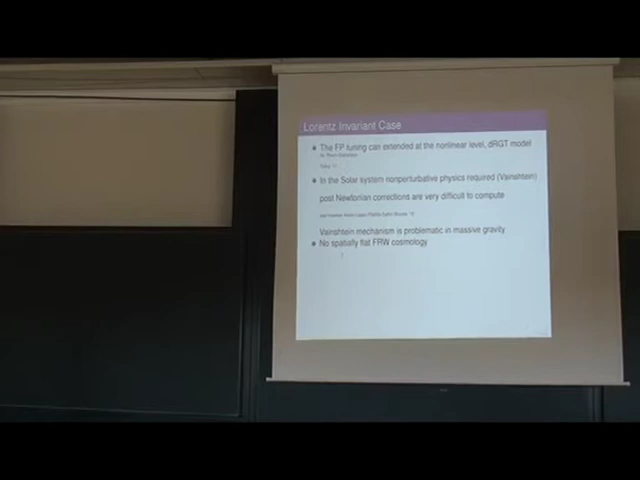 Lorentz Invariant Case
The FP tuning can extended at the nonlinear level, dRGT model
In the Solar system nonperturbative physics required (Vainshtein)
post Newtonian corrections are very difficult to compute
Vainshtein mechanism is problematic in massive gravity
No spatially flat FRW cosmology